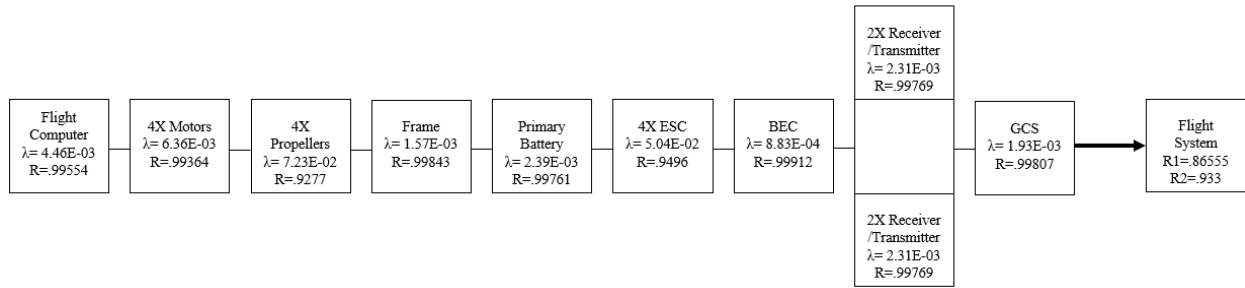 Flight
Computer
λ= 4.46E-03
R=.99554
4X Motors
λ= 6.36E-03
R=.99364
4X
Propellers
λ= 7.23E-02
R=.9277
Frame
λ= 1.57E-03
R=.99843
Primary
Battery
λ= 2.39E-03
R=.99761
4X ESC
λ= 5.04E-02
R=.9496
BEC
λ= 8.83E-04
R=.99912
2X Receiver
/Transmitter
λ= 2.31E-03
R=.99769
2X Receiver
/Transmitter
λ= 2.31E-03
R=.99769
GCS
λ= 1.93E-03
R=.99807
Flight
System
R1=.86555
R2=.933